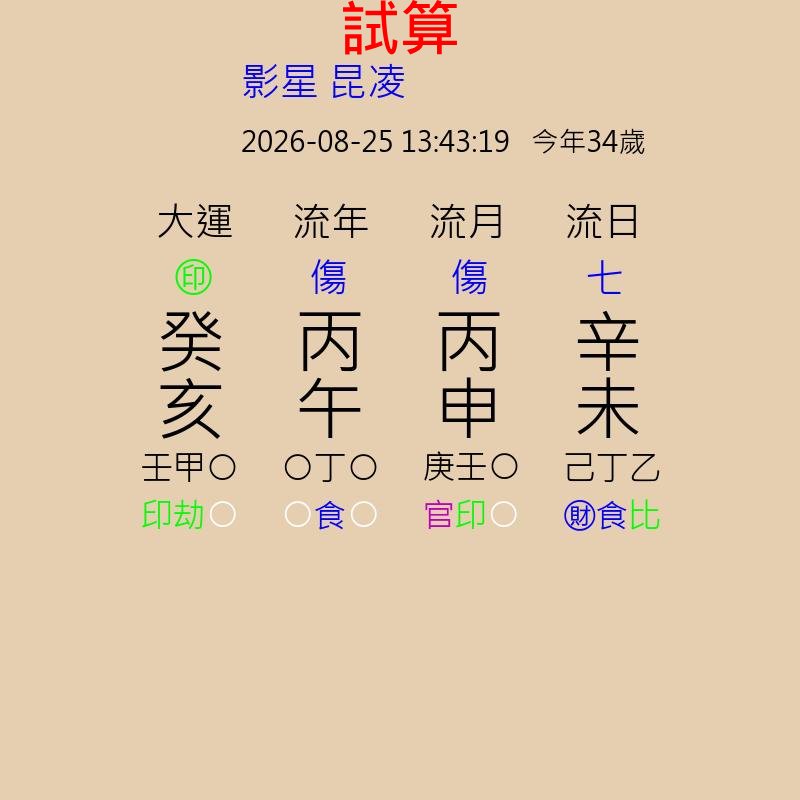 試算
影星 昆凌
2026-08-25 13:43:19 今年34歲
大運 流年 流月 流日
㊞ 傷 傷 七
癸 丙 丙 辛
亥 午 申 未
壬甲〇 〇丁〇 庚壬〇 己丁乙
印劫〇 〇食〇 官印〇 ㊖食比